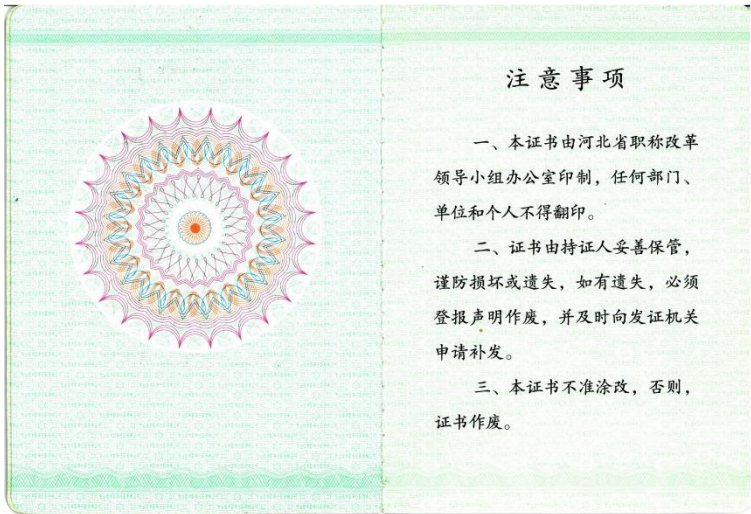 注意事项
一、本证书由河北省职称改革
领导小组办公室印制，任何部门、
单位和个人不得翻印。
二、证书由持证人妥善保管，
谨防损坏或遗失，如有遗失，必须
登报声明作废，并及时向发证机关
申请补发。
三、本证书不准涂改，否则，
证书作废。